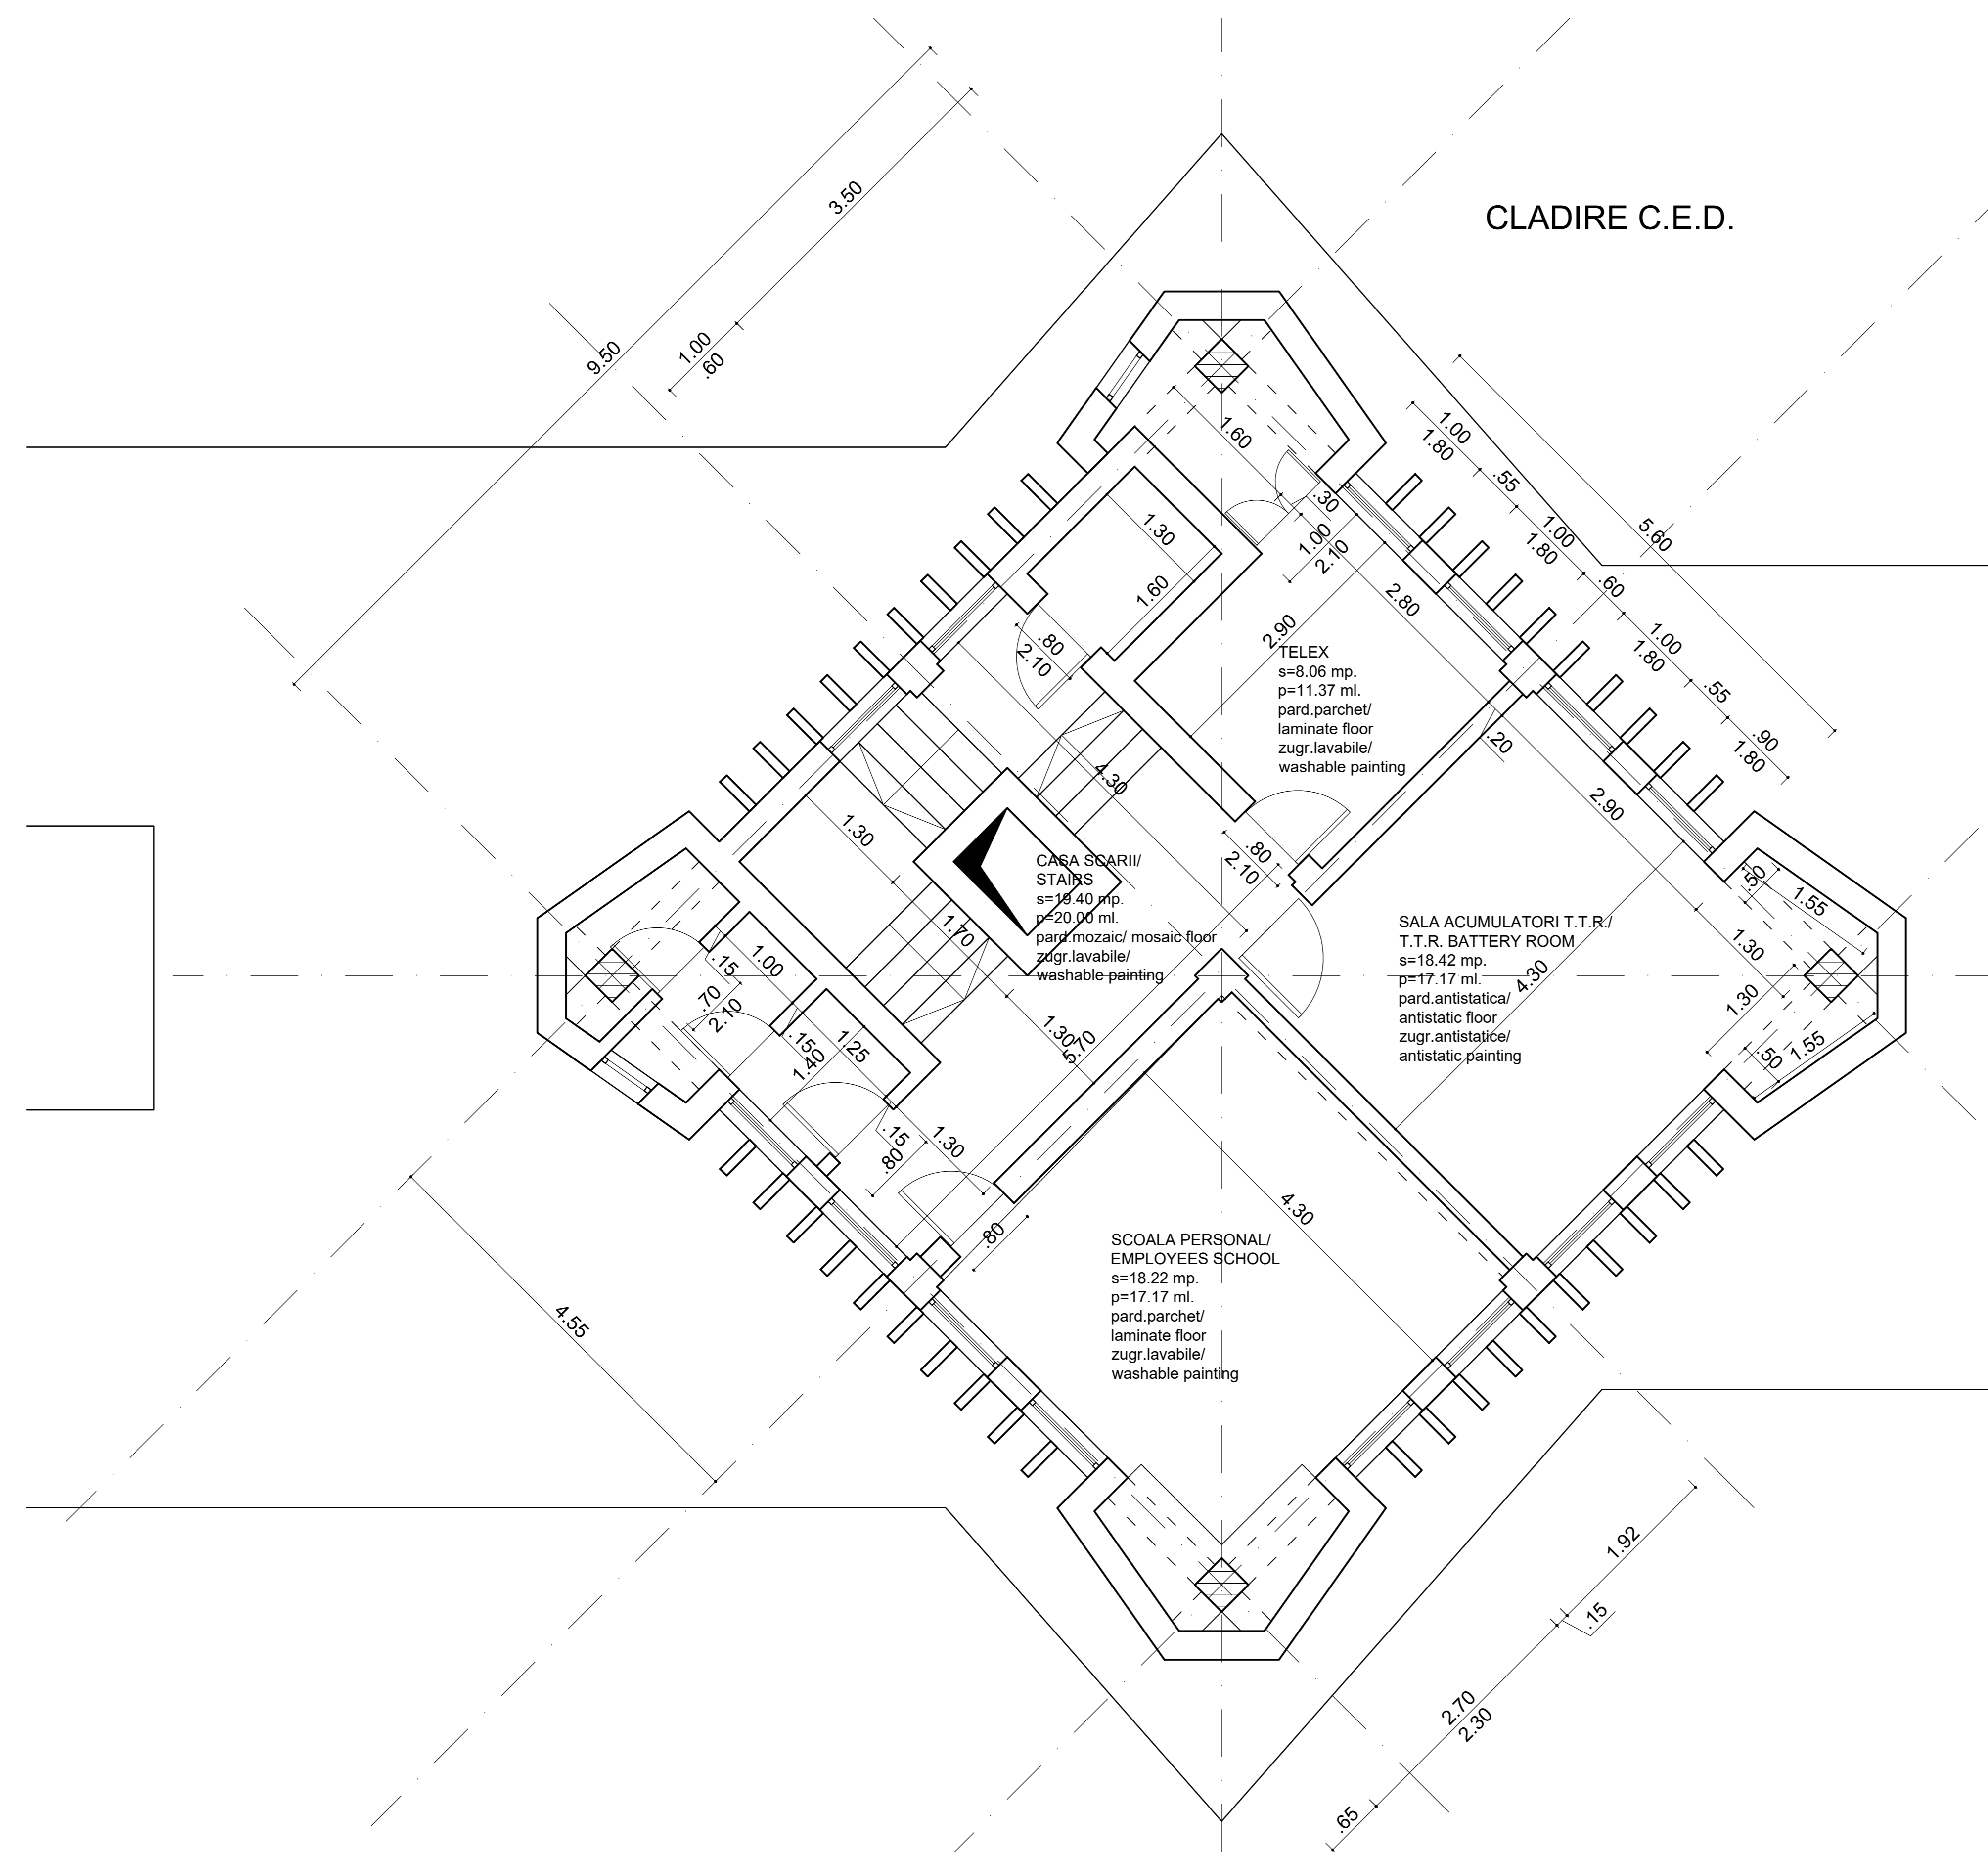 CLADIRE C.E.D.
9.50
3.50
1.00
.60
1.00
1.80
.55
1.00
1.80
.60
1.00
1.80
.55
.90
1.80
5.60
1.60
.30
1.00
2.10
2.80
2.90
1.30
1.60
.80
2.10
TELEX
s=8.06 mp.
p=11.37 ml.
pard.parchet/
laminate floor
zugr.lavabile/
washable painting
.20
2.90
4.30
1.30
.80
2.10
CASA SCARII/
STAIRS
s=19.40 mp.
p=20.00 ml.
pard.mozaic/ mosaic floor
zugr.lavabile/
washable painting
1.70
1.30
5.70
SALA ACUMULATORI T.T.R./
T.T.R. BATTERY ROOM
s=18.42 mp.
p=17.17 ml.
pard.antistatica/
antistatic floor
zugr.antistatice/
antistatic painting
4.30
.50
1.55
1.30
1.30
.50
1.55
1.00
.15
.70
2.10
.15
1.40
1.25
.15
.80
1.30
.80
4.30
SCOALA PERSONAL/
EMPLOYEES SCHOOL
s=18.22 mp.
p=17.17 ml.
pard.parchet/
laminate floor
zugr.lavabile/
washable painting
4.55
1.92
.15
2.70
2.30
.65